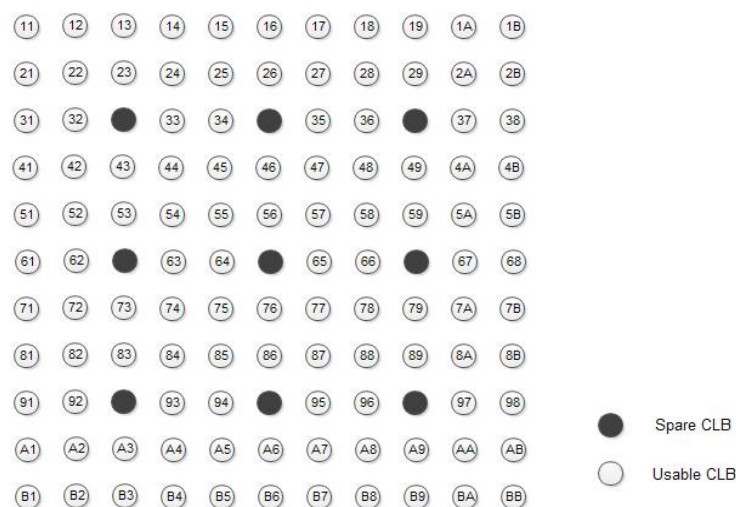 11 12 13 14 15 16 17 18 19 1A 1B
21 22 23 24 25 26 27 28 29 2A 2B
31 32 33 34 35 36 37 38
41 42 43 44 45 46 47 48 49 4A 4B
51 52 53 54 55 56 57 58 59 5A 5B
61 62 63 64 65 66 67 68
71 72 73 74 75 76 77 78 79 7A 7B
81 82 83 84 85 86 87 88 89 8A 8B
91 92 93 94 95 96 97 98
A1 A2 A3 A4 A5 A6 A7 A8 A9 AA AB
B1 B2 B3 B4 B5 B6 B7 B8 B9 BA BB
Spare CLB
Usable CLB